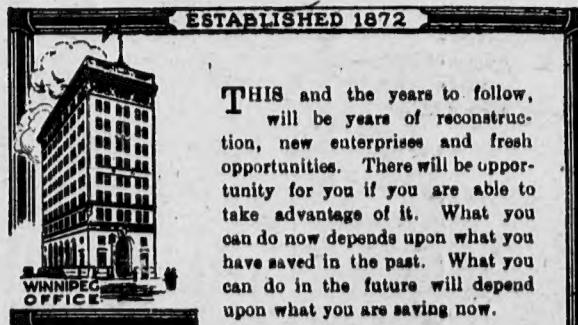 ESTABLISHED 1872
THIS and the years to follow,
will be years of reconstruc-
tion, new enterprises and fresh
opportunities. There will be oppor-
tunity for you if you are able to
take advantage of it. What you
can do now depends upon what you
have saved in the past. What you
can do in the future will depend
upon what you are saving now.
WINNIPEG
OFFICE